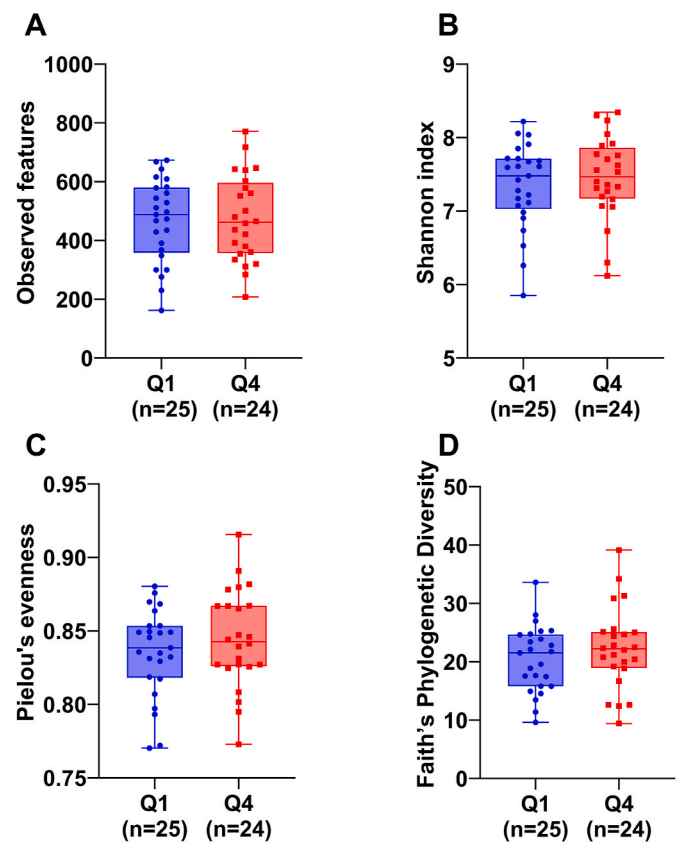 A
Observed features
1000
800
600
400
200
0
Q1
(n=25)
Q4
(n=24)
B
Shannon index
9
8
7
6
5
Q1
(n=25)
Q4
(n=24)
C
Pielou's evenness
0.95
0.90
0.85
0.80
0.75
Q1
(n=25)
Q4
(n=24)
D
Faith’s Phylogenetic Diversity
50
40
30
20
10
0
Q1
(n=25)
Q4
(n=24)